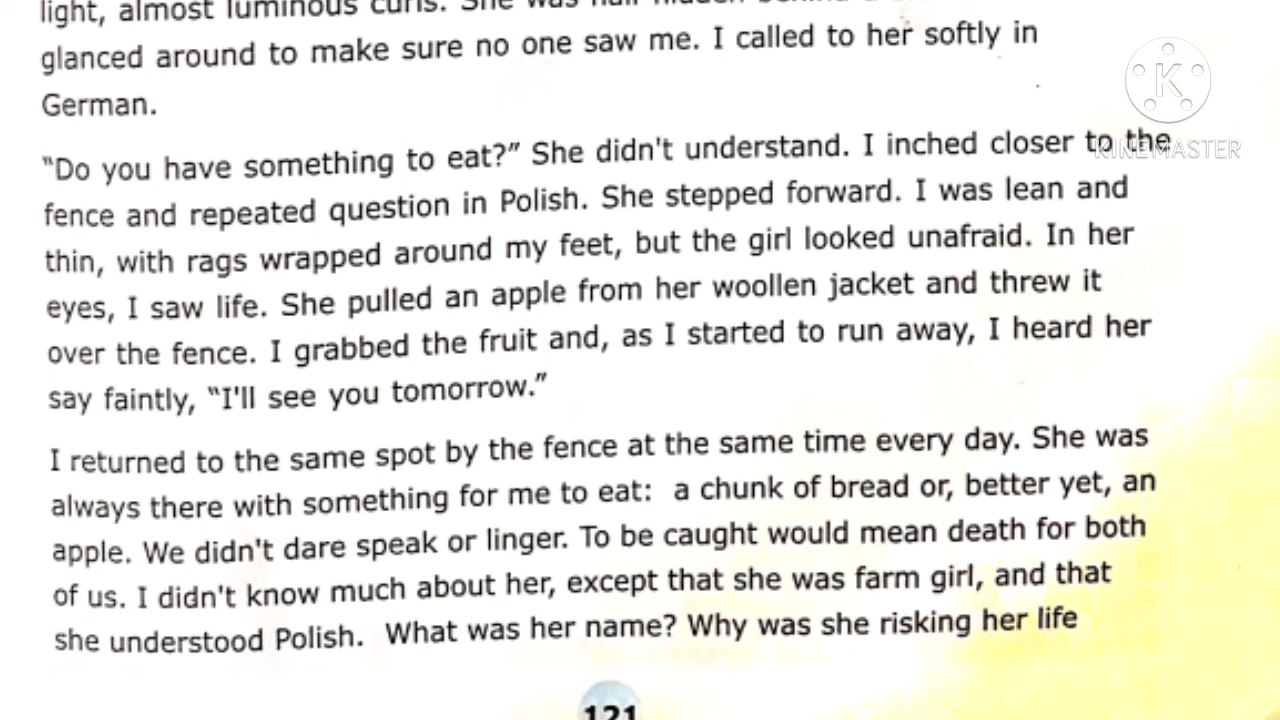 light, almost luminous curls. She was half hidden behind a
glanced around to make sure no one saw me. I called to her softly in
German.
"Do you have something to eat?" She didn't understand. I inched closer to the
fence and repeated question in Polish. She stepped forward. I was lean and
thin, with rags wrapped around my feet, but the girl looked unafraid. In her
eyes, I saw life. She pulled an apple from her woollen jacket and threw it
over the fence. I grabbed the fruit and, as I started to run away, I heard her
say faintly, "I'll see you tomorrow."
I returned to the same spot by the fence at the same time every day. She was
always there with something for me to eat: a chunk of bread or, better yet, an
apple. We didn't dare speak or linger. To be caught would mean death for both
of us. I didn't know much about her, except that she was farm girl, and that
she understood Polish. What was her name? Why was she risking her life
121
K
KINEMASTER